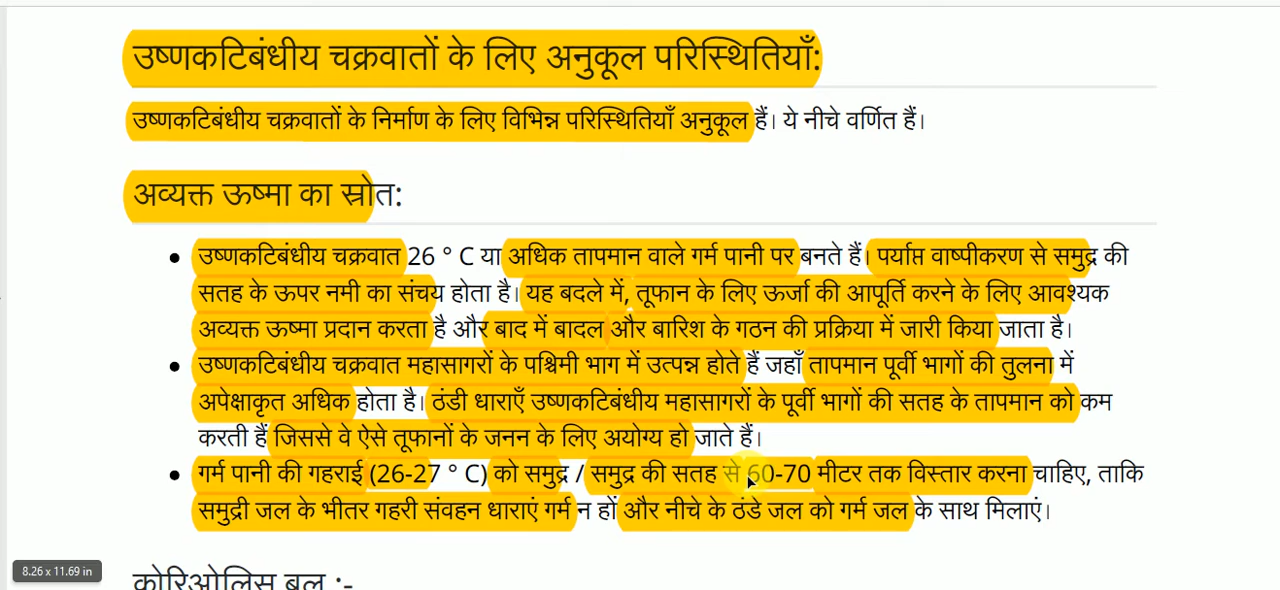 उष्णकटिबंधीय चक्रवातों के लिए अनुकूल परिस्थितियाँ:
उष्णकटिबंधीय चक्रवातों के निर्माण के लिए विभिन्न परिस्थितियाँ अनुकूल हैं। ये नीचे वर्णित हैं।
अव्यक्त ऊष्मा का स्रोत:
• उष्णकटिबंधीय चक्रवात 26 ° C या अधिक तापमान वाले गर्म पानी पर बनते हैं। पर्याप्त वाष्पीकरण से समुद्र की
सतह के ऊपर नमी का संचय होता है। यह बदले में, तूफान के लिए ऊर्जा की आपूर्ति करने के लिए आवश्यक
अव्यक्त ऊष्मा प्रदान करता है और बाद में बादल और बारिश के गठन की प्रक्रिया में जारी किया जाता है।
• उष्णकटिबंधीय चक्रवात महासागरों के पश्चिमी भाग में उत्पन्न होते हैं जहाँ तापमान पूर्वी भागों की तुलना में
अपेक्षाकृत अधिक होता है। ठंडी धाराएँ उष्णकटिबंधीय महासागरों के पूर्वी भागों की सतह के तापमान को कम
करती हैं जिससे वे ऐसे तूफानों के जनन के लिए अयोग्य हो जाते हैं।
• गर्म पानी की गहराई (26-27 ° C) को समुद्र / समुद्र की सतह से 60-70 मीटर तक विस्तार करना चाहिए, ताकि
समुद्री जल के भीतर गहरी संवहन धाराएं गर्म न हों और नीचे के ठंडे जल को गर्म जल के साथ मिलाएं।
8.26 x 11.69 in
कोरिओलिस बल :-